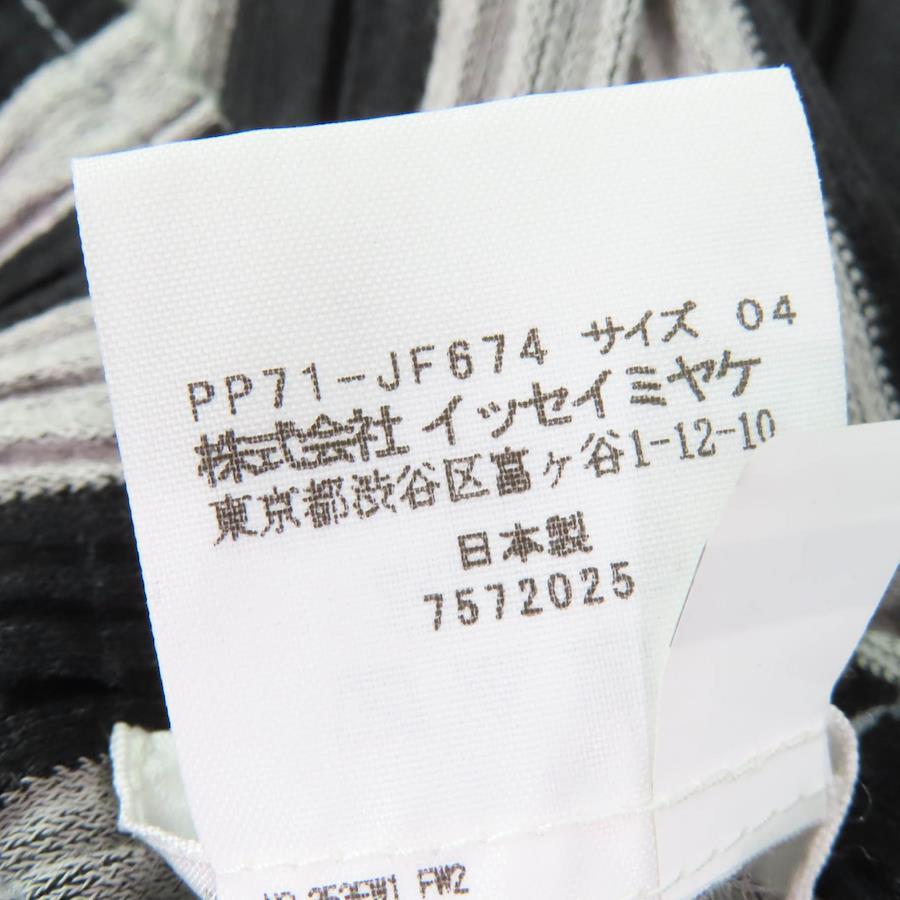 PP71-JF674 サイズ 04
株式会社 イッセイミヤケ
東京都渋谷区富ヶ谷1-12-10
日本製
7572025
FW2